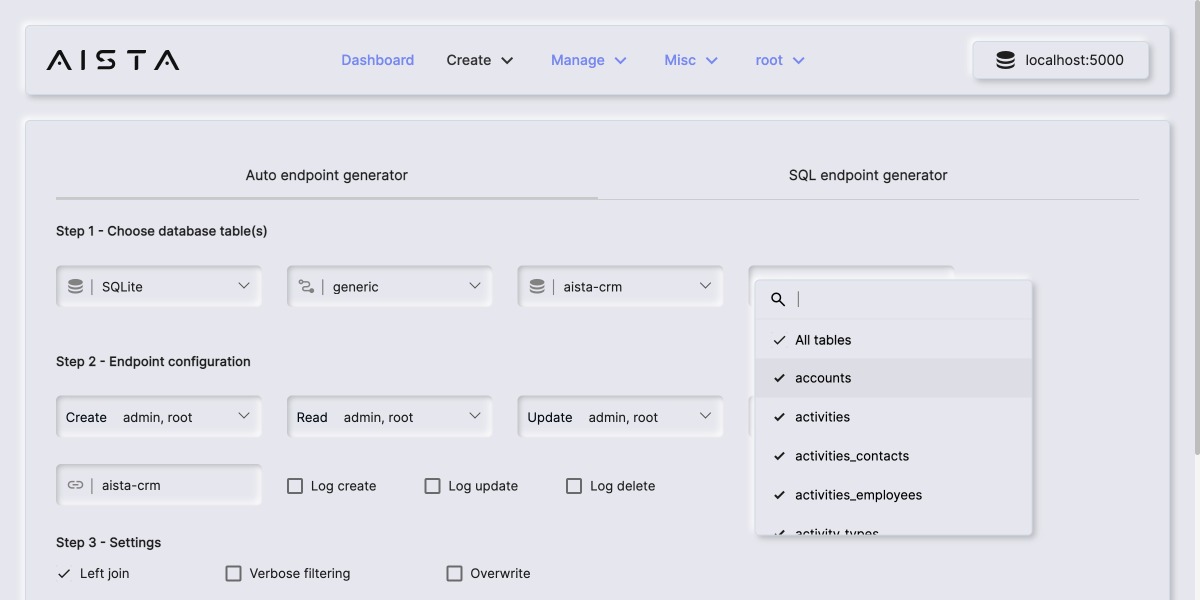 AISTA
Dashboard Create Manage Misc root localhost:5000
Auto endpoint generator SQL endpoint generator
Step 1 - Choose database table(s)
SQLite generic aista-crm
All tables
accounts
activities
activities_contacts
activities_employees
activity_types
Step 2 - Endpoint configuration
Create admin, root Read admin, root Update admin, root
aista-crm Log create Log update Log delete
Step 3 - Settings
Left join Verbose filtering Overwrite